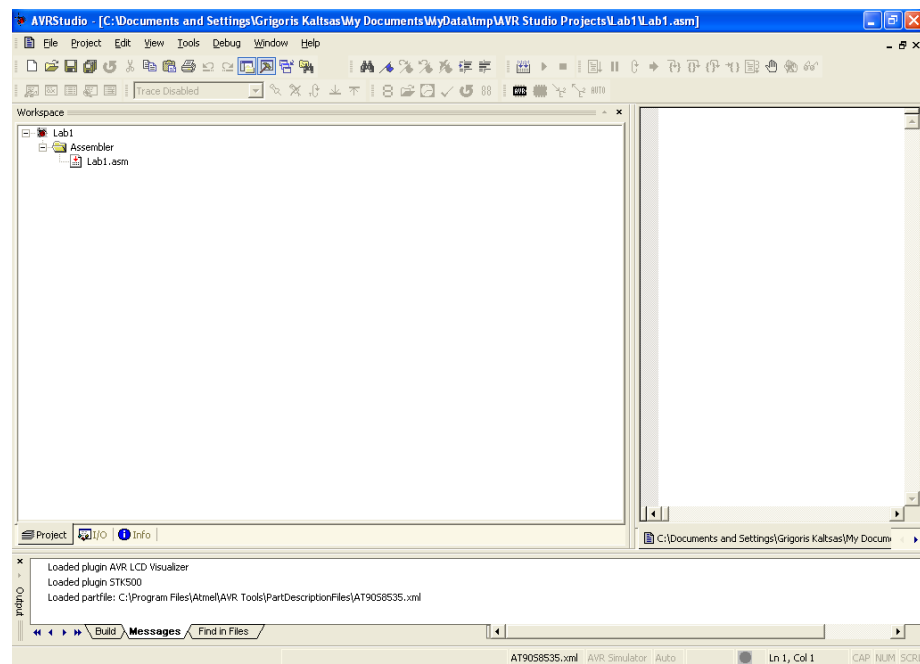 AVRStudio - [C:\Documents and Settings\Grigoris Kaltsas\My Documents\MyData\tmp\AVR Studio Projects\Lab1\Lab1.asm]
File Project Edit View Tools Debug Window Help
Trace Disabled
AVR AUTO
Workspace
Lab1
Assembler
Lab1.asm
Project I/O Info
C:\Documents and Settings\Grigoris Kaltsas\My Docum
Output
Loaded plugin AVR LCD Visualizer
Loaded plugin STK500
Loaded partfile: C:\Program Files\Atmel\AVR Tools\PartDescriptionFiles\AT90S8535.xml
Build Messages Find in Files
AT90S8535.xml AVR Simulator Auto Ln 1, Col 1 CAP NUM SCR